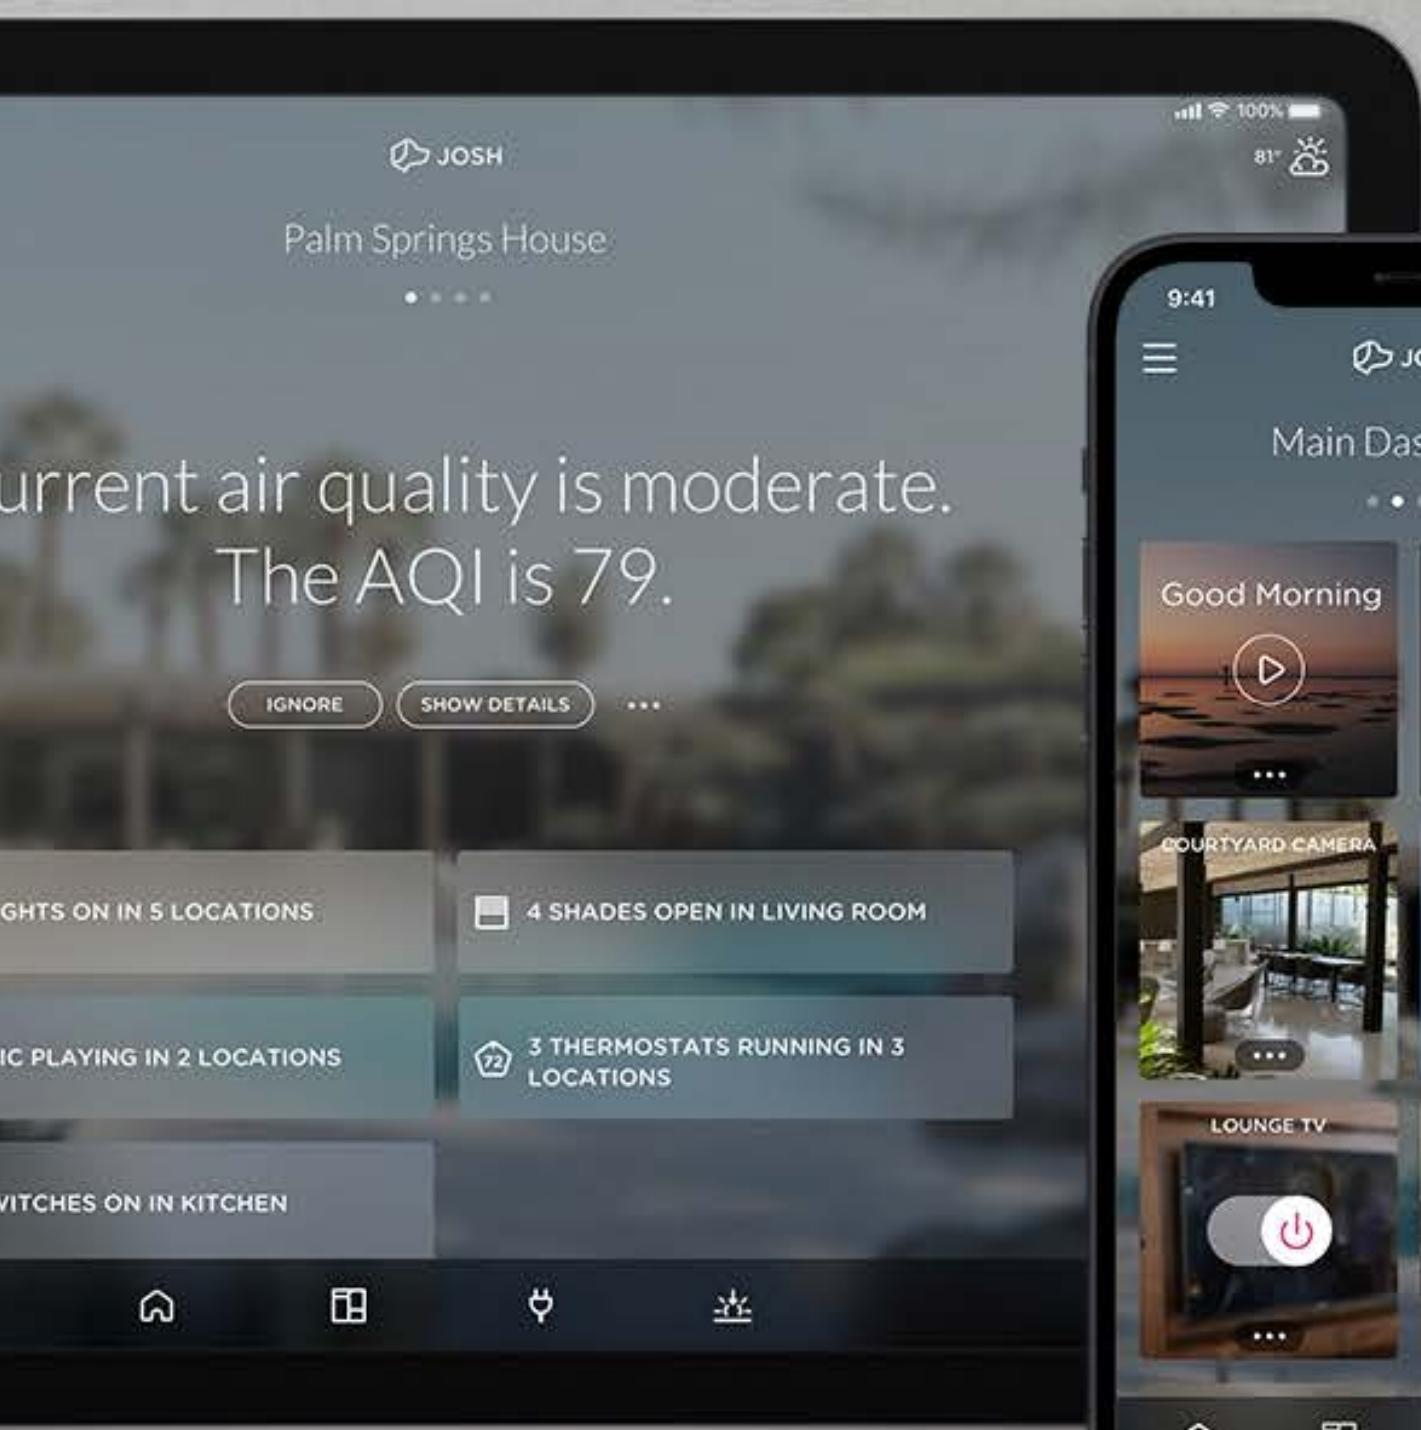 100%
JOSH
81°
Palm Springs House
urrent air quality is moderate.
The AQI is 79.
IGNORE
SHOW DETAILS
GHTS ON IN 5 LOCATIONS
4 SHADES OPEN IN LIVING ROOM
IC PLAYING IN 2 LOCATIONS
72
3 THERMOSTATS RUNNING IN 3
LOCATIONS
WITCHES ON IN KITCHEN
9:41
JO
Main Das
Good Morning
COURTYARD CAMERA
LOUNGE TV